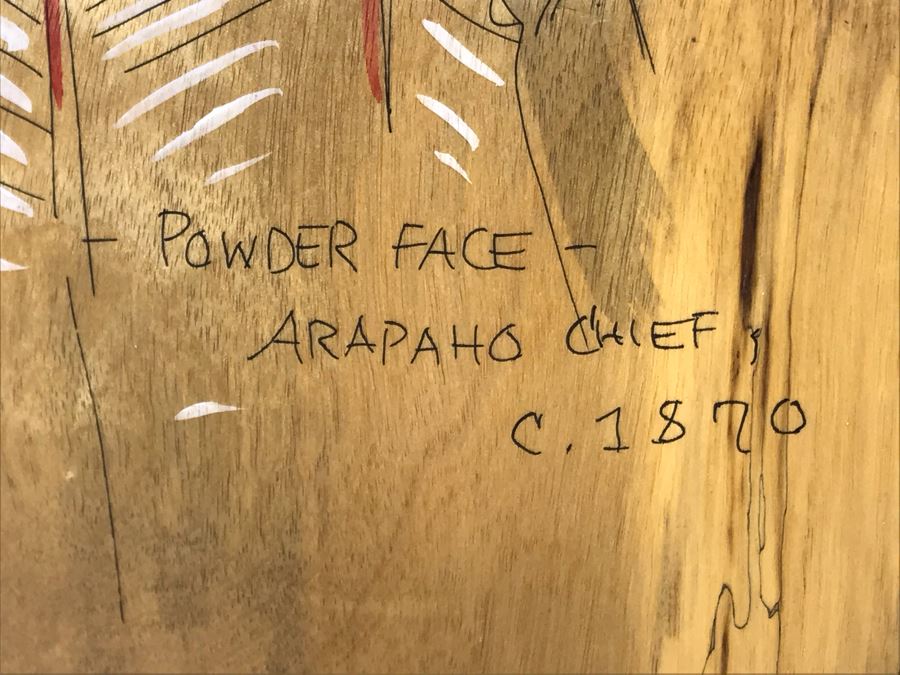 - POWDER FACE -
ARAPAHO CHIEF,
C. 1870